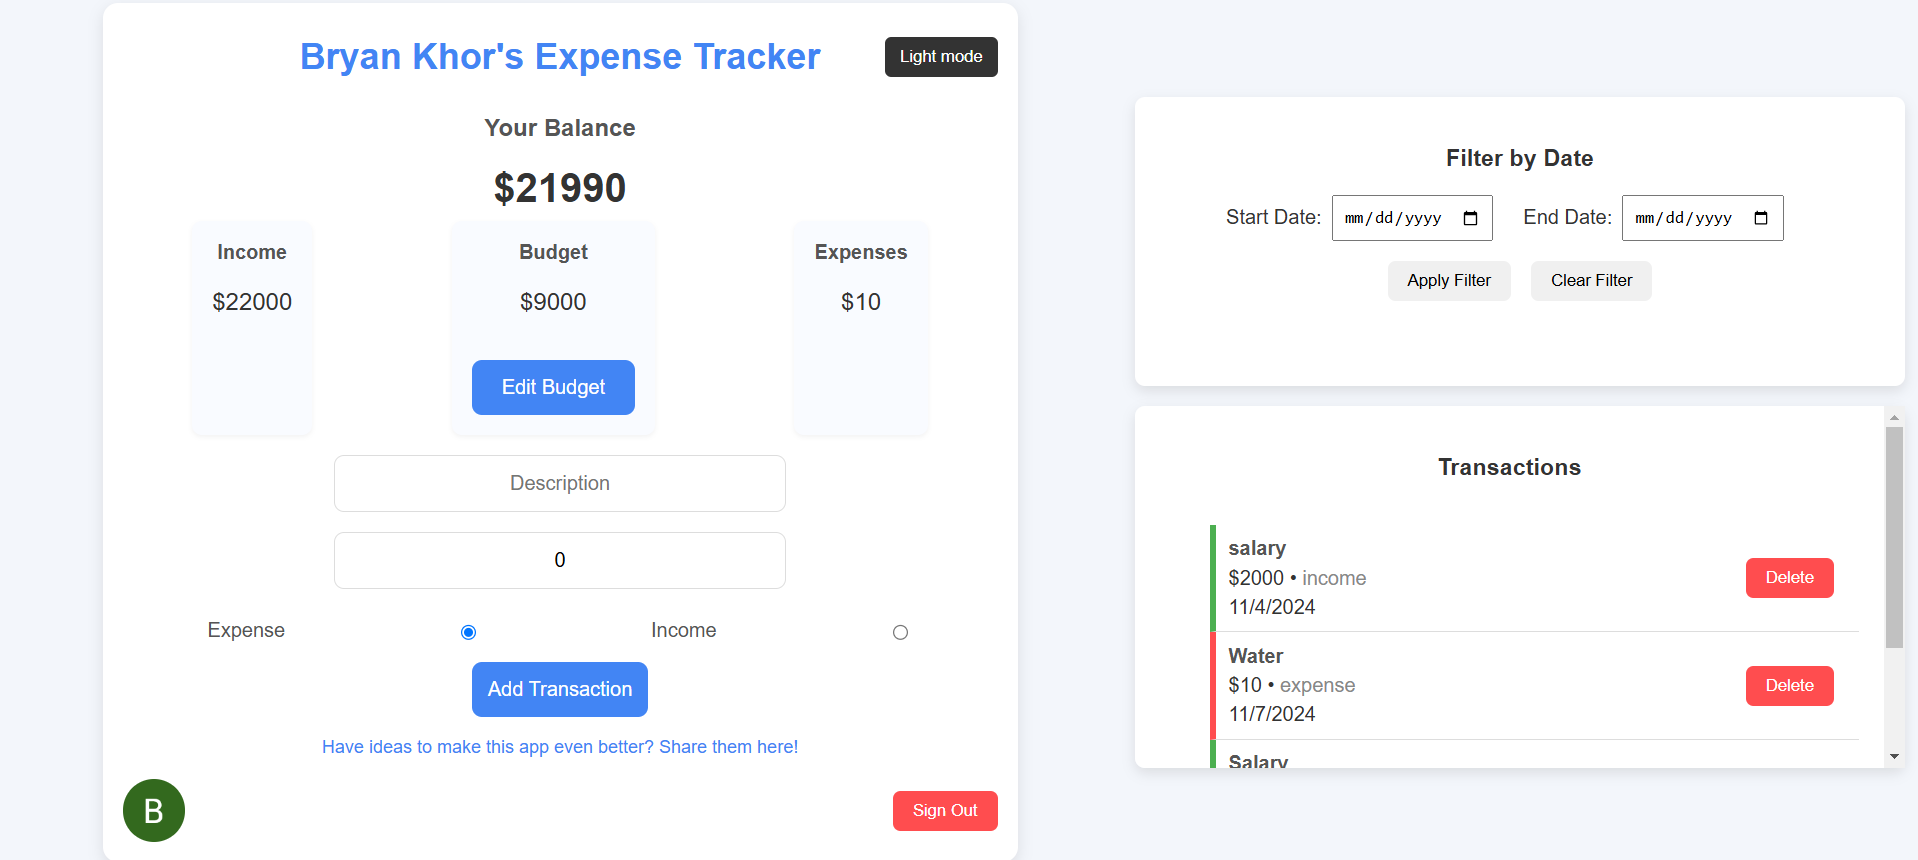 Bryan Khor's Expense Tracker
Light mode
Your Balance
$21990
Income
$22000
Budget
$9000
Edit Budget
Expenses
$10
Description
0
Expense
Income
Add Transaction
Have ideas to make this app even better? Share them here!
B
Sign Out
Filter by Date
Start Date: mm/dd/yyyy End Date: mm/dd/yyyy
Apply Filter Clear Filter
Transactions
salary
$2000 • income
11/4/2024
Delete
Water
$10 • expense
11/7/2024
Delete
Salary